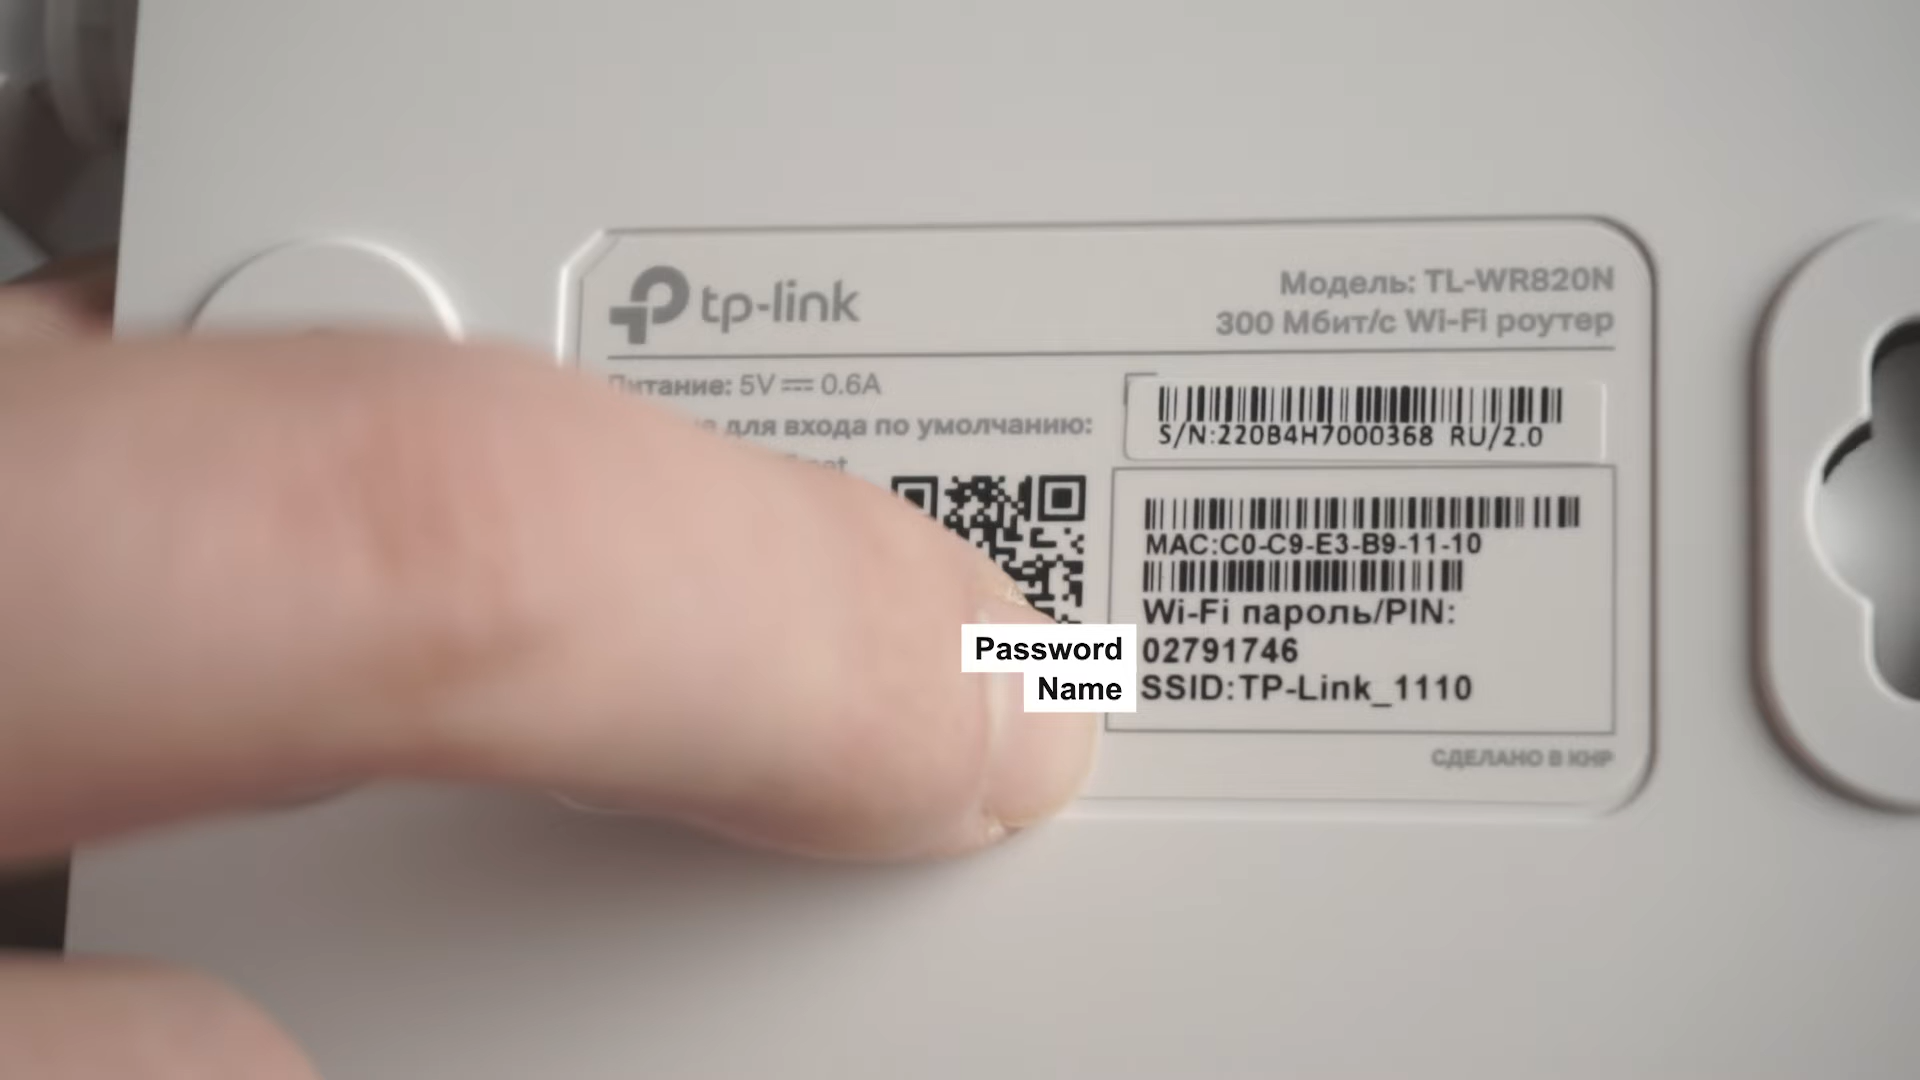 tp-link
Модель: TL-WR820N
300 Мбит/с Wi-Fi роутер
Питание: 5V ⎓ 0.6A
для входа по умолчанию:
S/N:220B4H7000368 RU/2.0
MAC:C0-C9-E3-B9-11-10
Wi-Fi пароль/PIN:
Password 02791746
Name SSID:TP-Link_1110
СДЕЛАНО В КНР